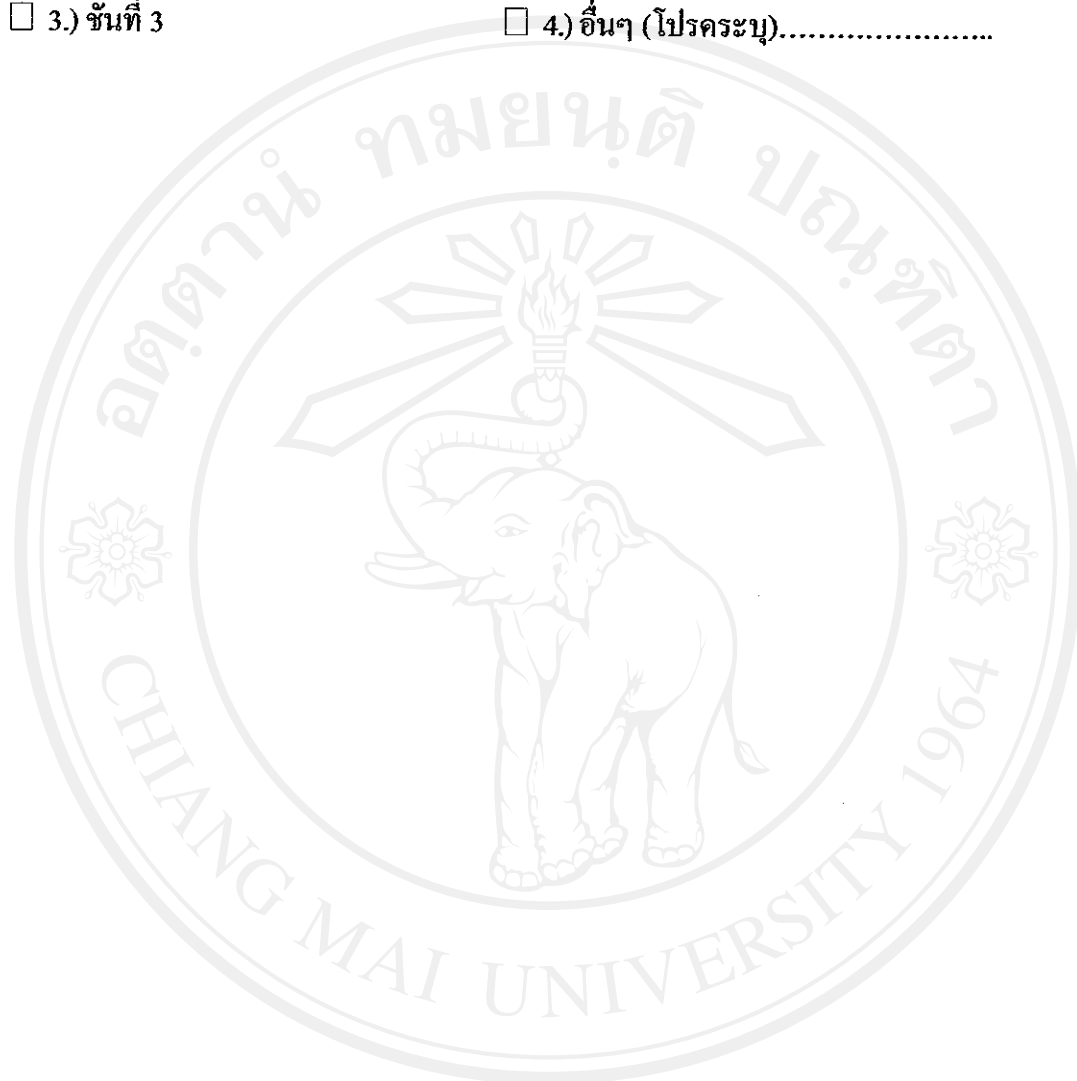 ☐ 3.) ชั้นที่ 3 ☐ 4.) อื่นๆ (โปรดระบุ)........................
อตฺตานํ ทมยนฺติ ปณฺฑิตา
CHIANG MAI UNIVERSITY 1964